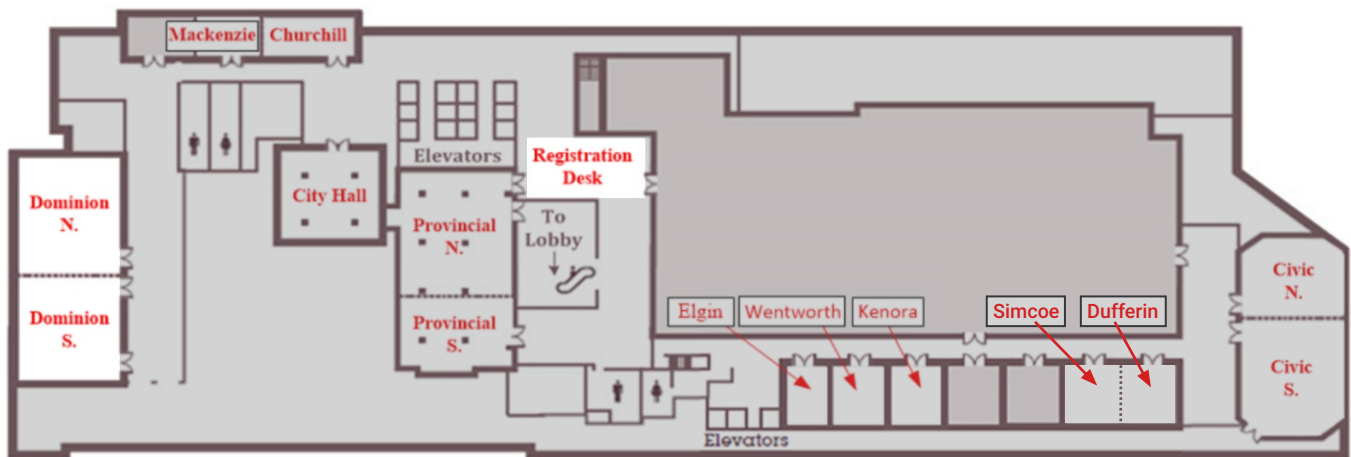 Mackenzie
Churchill
Elevators
Registration
Desk
City Hall
Dominion
N.
Provincial
N.
To
Lobby
Civic
N.
Elgin
Wentworth
Kenora
Simcoe
Dufferin
Dominion
S.
Provincial
S.
Civic
S.
Elevators